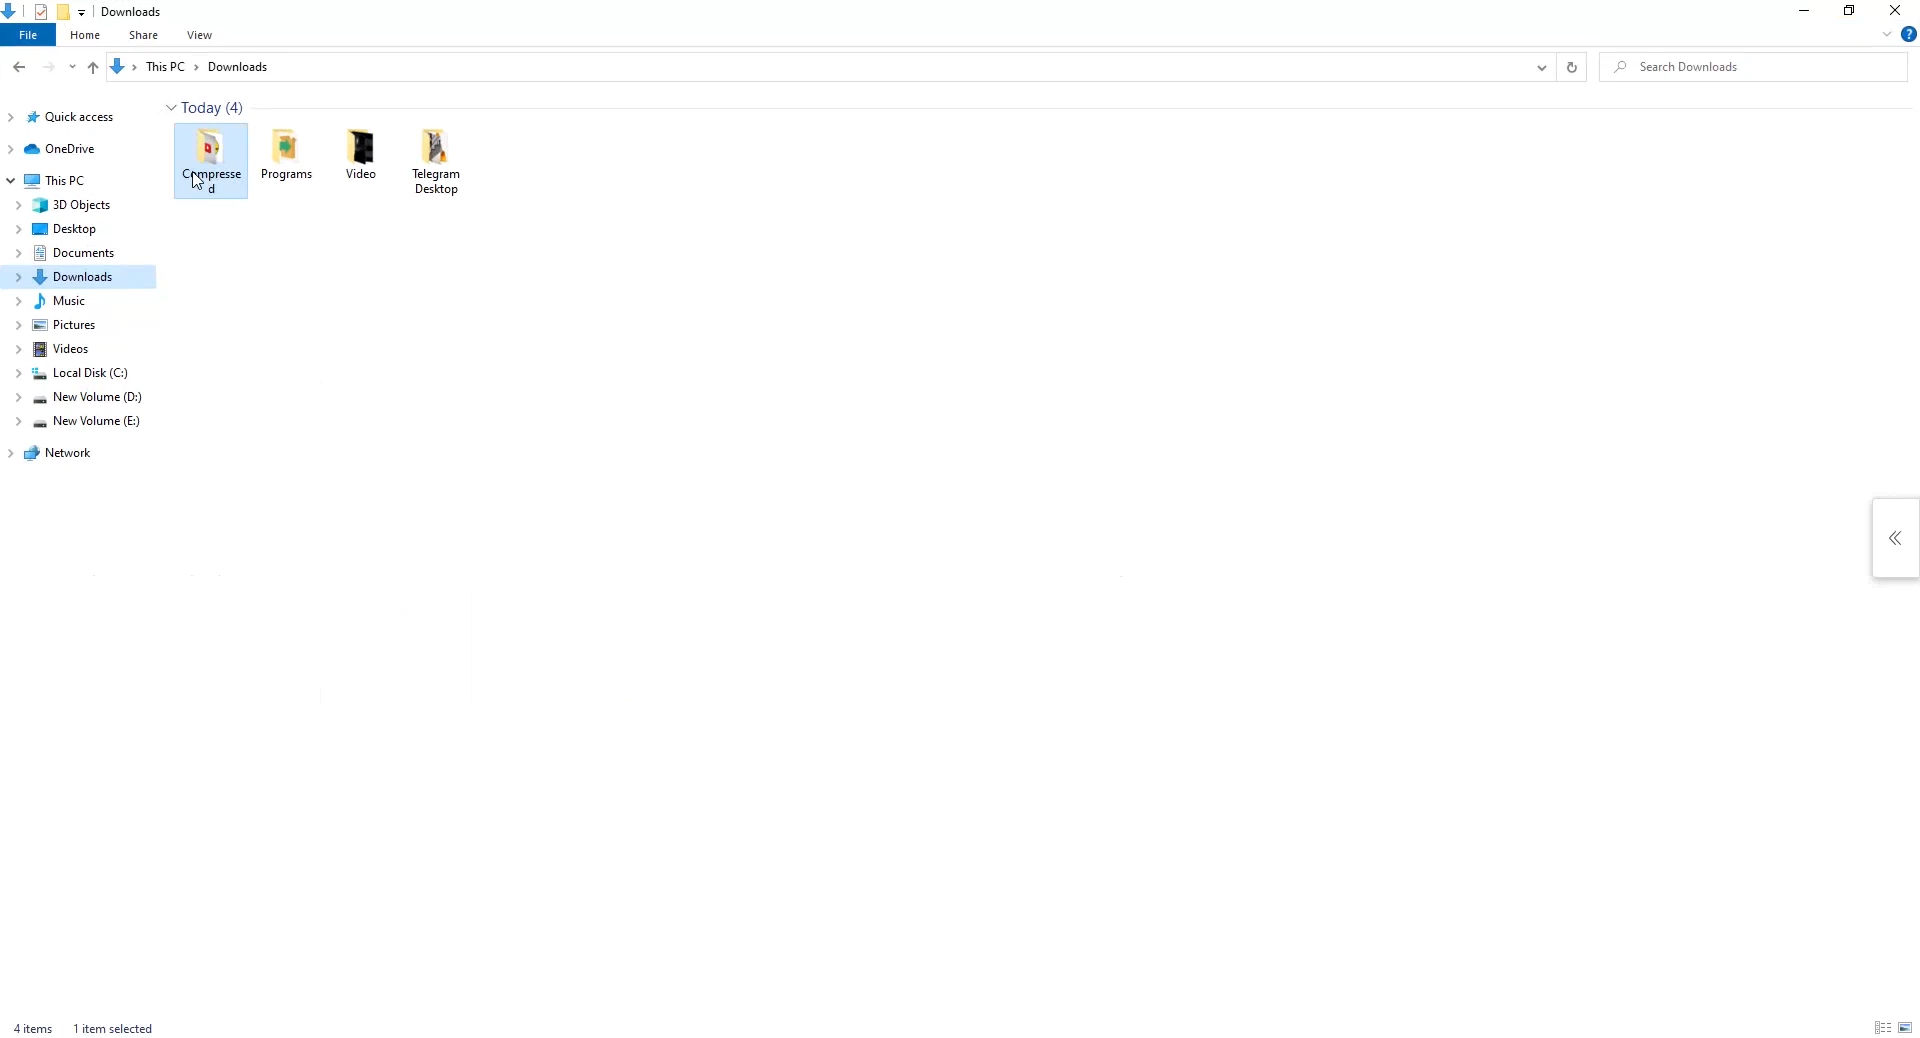 Downloads
File Home Share View
This PC Downloads
Search Downloads
Today (4)
Quick access
OneDrive
This PC
3D Objects
Desktop
Documents
Downloads
Music
Pictures
Videos
Local Disk (C:)
New Volume (D:)
New Volume (E:)
Network
Compresse
d
Programs
Video
Telegram
Desktop
4 items 1 item selected